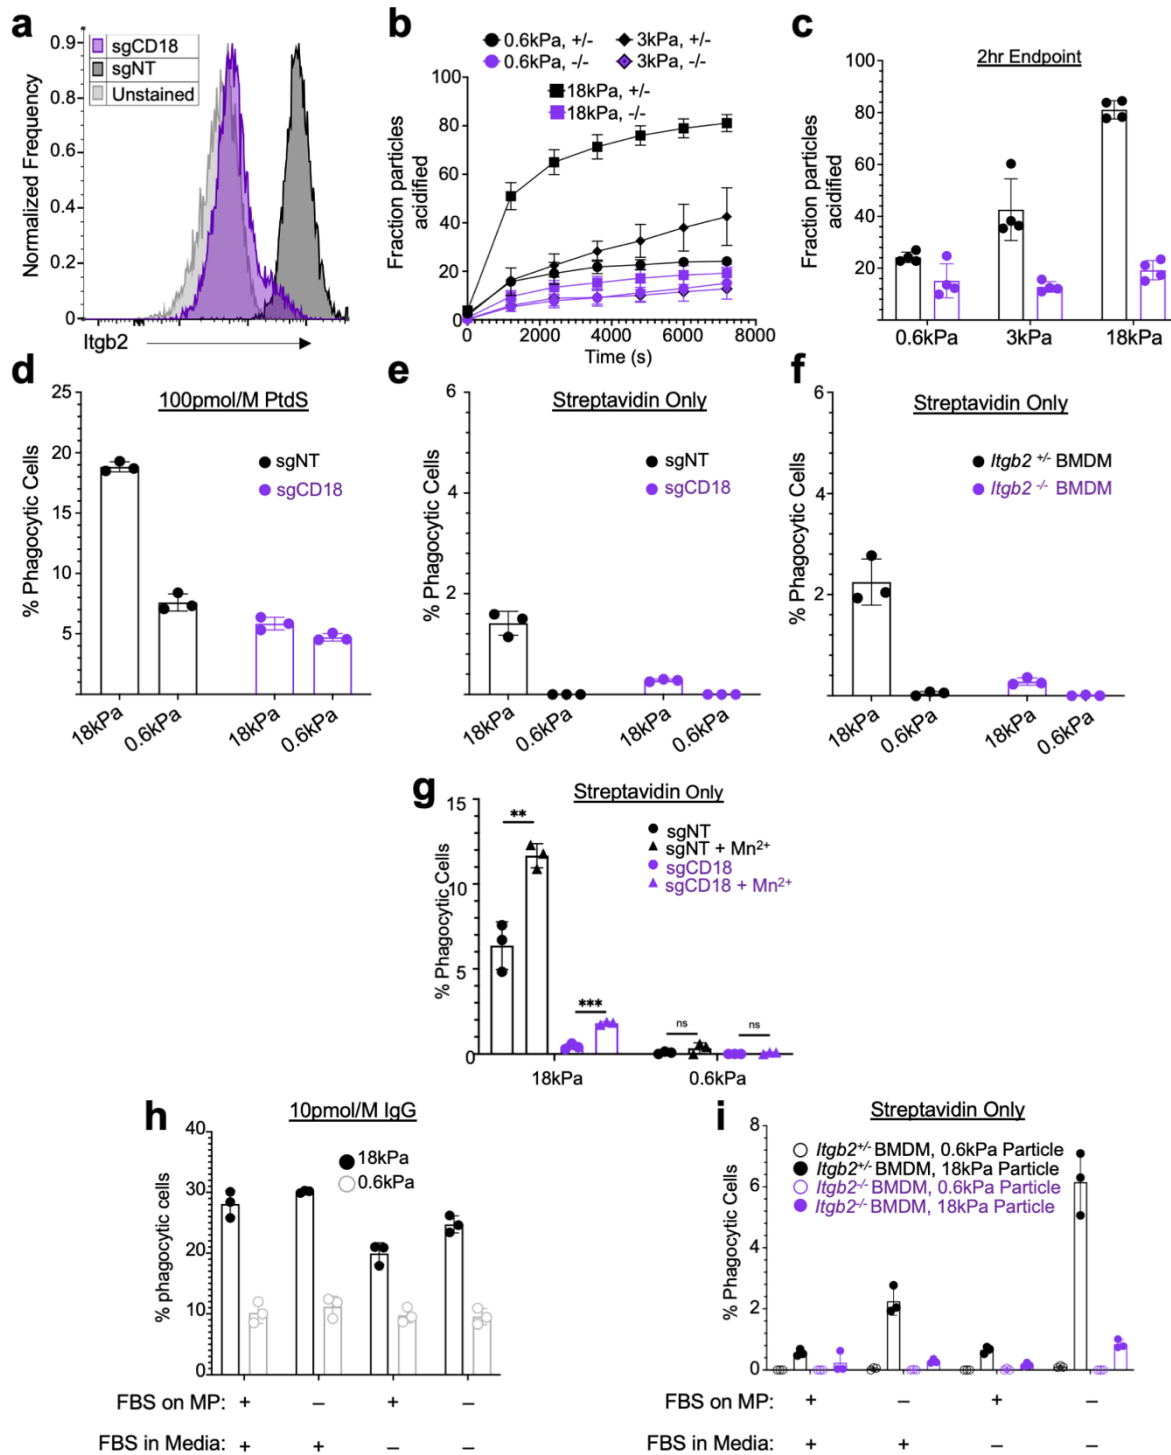 a
sgCD18
sgNT
Unstained
Normalized Frequency
0.9
0.8
0.6
0.4
0.2
0
Itgb2
b
0.6kPa, +/-
3kPa, +/-
0.6kPa, -/-
3kPa, -/-
18kPa, +/-
18kPa, -/-
Fraction particles
acidified
100
80
60
40
20
0
0 2000 4000 6000 8000
Time (s)
c
2hr Endpoint
Fraction particles
acidified
100
80
60
40
20
0.6kPa 3kPa 18kPa
d
100pmol/M PtdS
sgNT
sgCD18
% Phagocytic Cells
25
20
15
10
5
18kPa 0.6kPa 18kPa 0.6kPa
e
Streptavidin Only
sgNT
sgCD18
% Phagocytic Cells
6
4
2
18kPa 0.6kPa 18kPa 0.6kPa
f
Streptavidin Only
Itgb2 +/- BMDM
Itgb2 -/- BMDM
% Phagocytic Cells
6
4
2
18kPa 0.6kPa 18kPa 0.6kPa
g
Streptavidin Only
sgNT
sgNT + Mn2+
sgCD18
sgCD18 + Mn2+
% Phagocytic Cells
15
10
5
0
** *** ns ns
18kPa 0.6kPa
h
10pmol/M IgG
18kPa
0.6kPa
% phagocytic cells
40
30
20
10
0
FBS on MP: + – + –
FBS in Media: + + – –
i
Streptavidin Only
Itgb2+/- BMDM, 0.6kPa Particle
Itgb2+/- BMDM, 18kPa Particle
Itgb2-/- BMDM, 0.6kPa Particle
Itgb2-/- BMDM, 18kPa Particle
% Phagocytic Cells
8
6
4
2
0
FBS on MP: + – + –
FBS in Media: + + – –